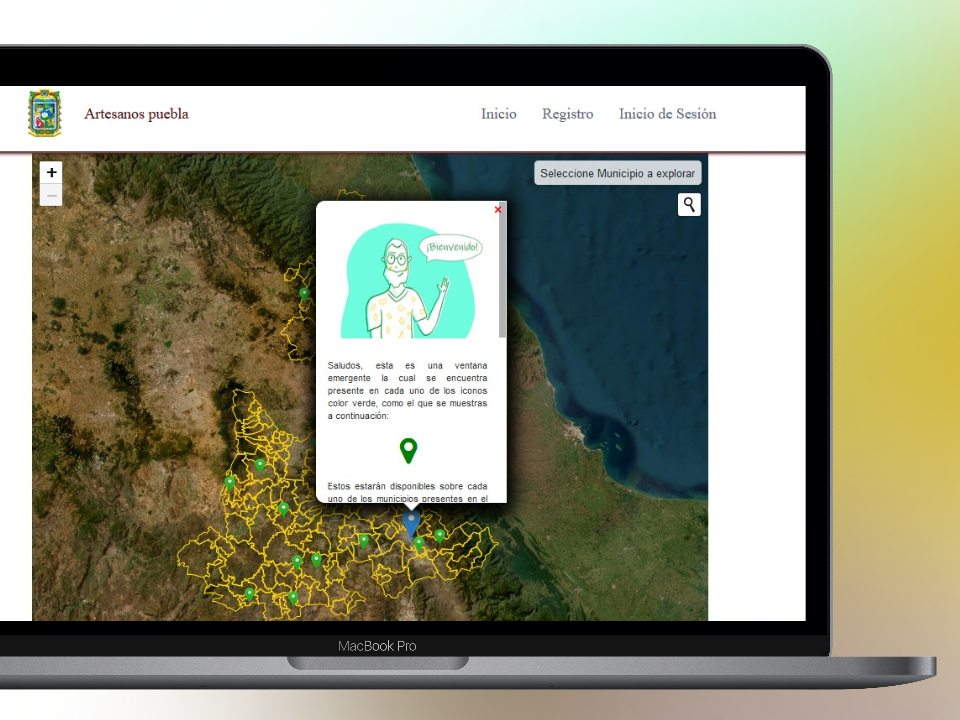 Artesanos puebla
Inicio
Registro
Inicio de Sesión
+
−
Seleccione Municipio a explorar
×
¡Bienvenido!
Saludos, esta es una ventana
emergente la cual se encuentra
presente en cada uno de los iconos
color verde, como el que se muestras
a continuación:
Estos estarán disponibles sobre cada
uno de los municipios presentes en el
MacBook Pro